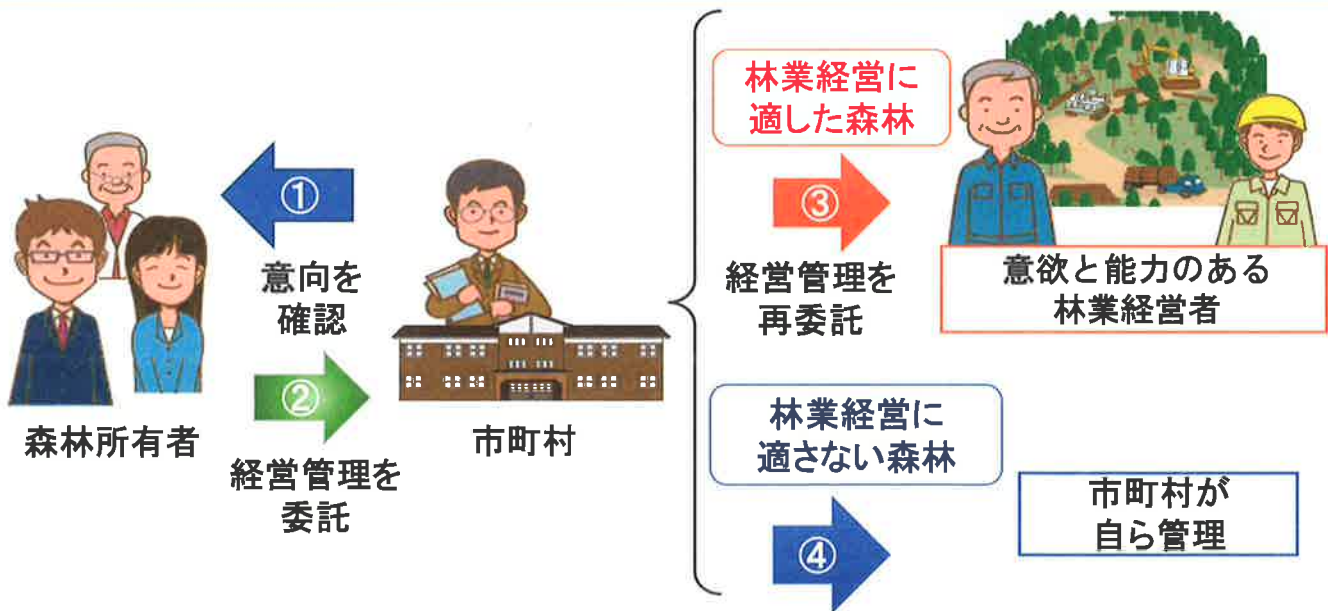 ①
意向を
確認
②
経営管理を
委託
森林所有者
市町村
林業経営に
適した森林
③
経営管理を
再委託
意欲と能力のある
林業経営者
林業経営に
適さない森林
④
市町村が
自ら管理